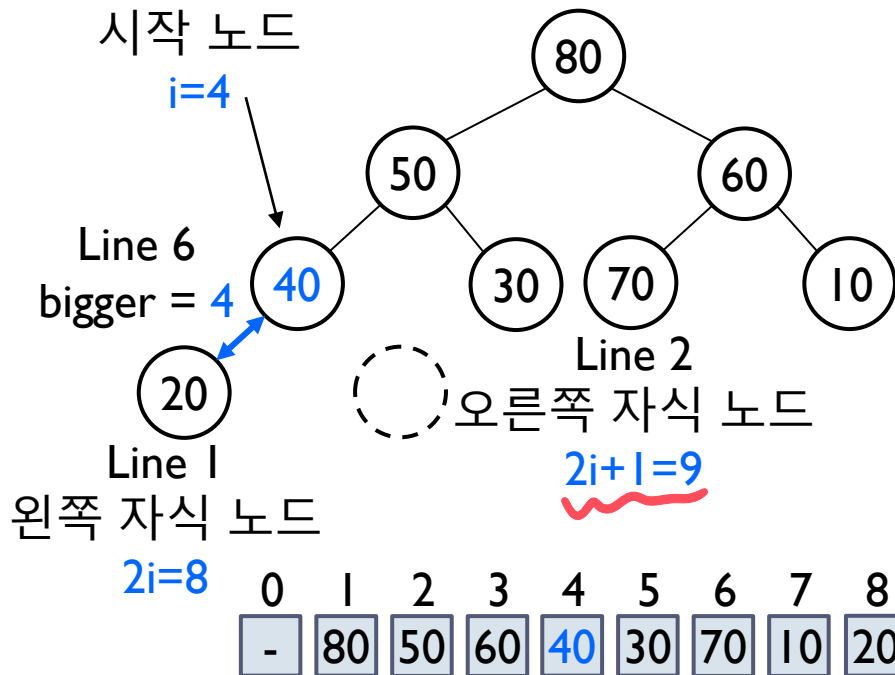 시작 노드
i=4
80
50
60
Line 6
bigger = 4
40
30
70
10
20
Line 1
왼쪽 자식 노드
2i=8
Line 2
오른쪽 자식 노드
2i+1=9
0 1 2 3 4 5 6 7 8
- 80 50 60 40 30 70 10 20